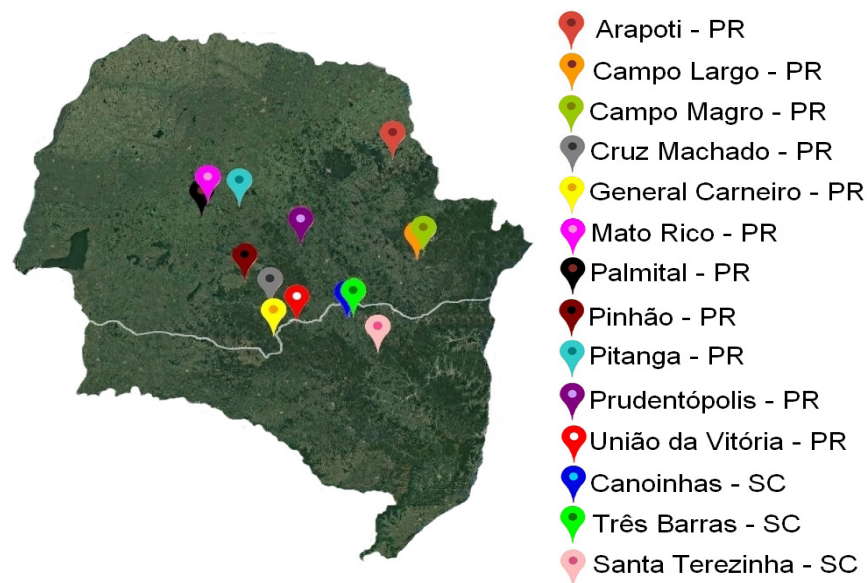 Arapoti - PR
Campo Largo - PR
Campo Magro - PR
Cruz Machado - PR
General Carneiro - PR
Mato Rico - PR
Palmital - PR
Pinhão - PR
Pitanga - PR
Prudentópolis - PR
União da Vitória - PR
Canoinhas - SC
Três Barras - SC
Santa Terezinha - SC